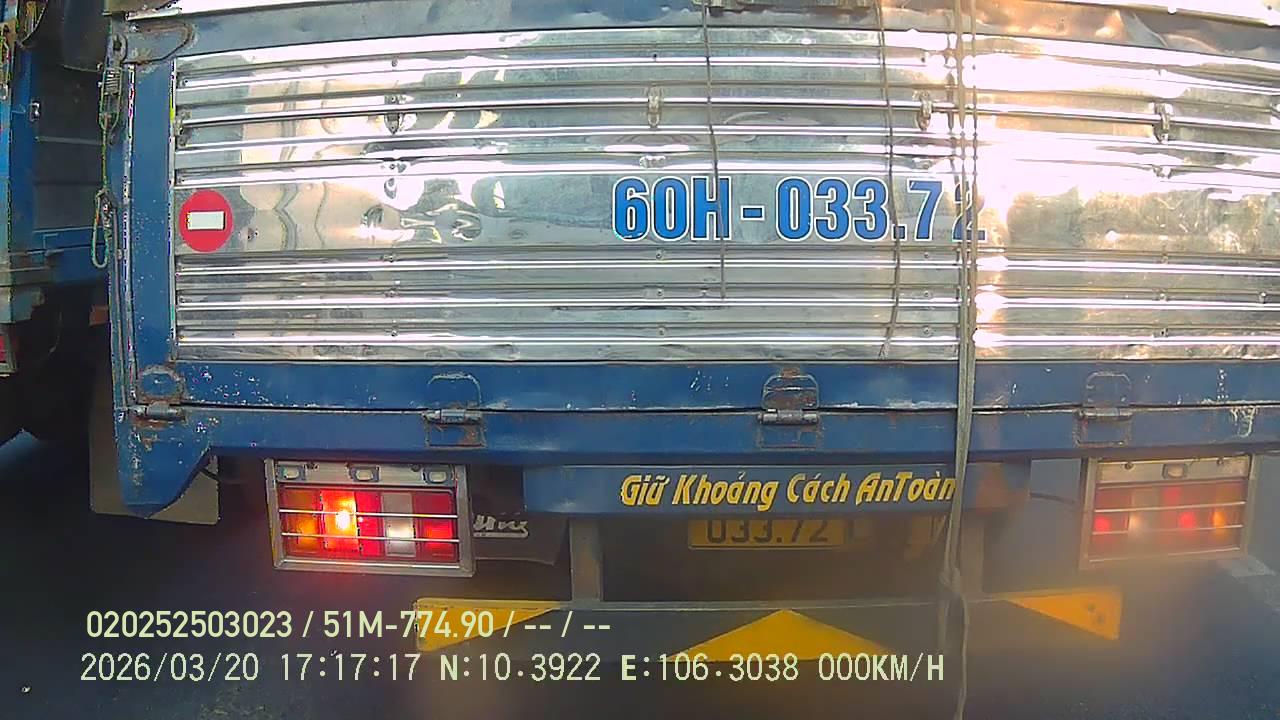 60H-033.72
Giữ Khoảng Cách AnToàn
033.72
020252503023 / 51M-774.90 / -- / --
2026/03/20 17:17:17 N:10.3922 E:106.3038 000KM/H